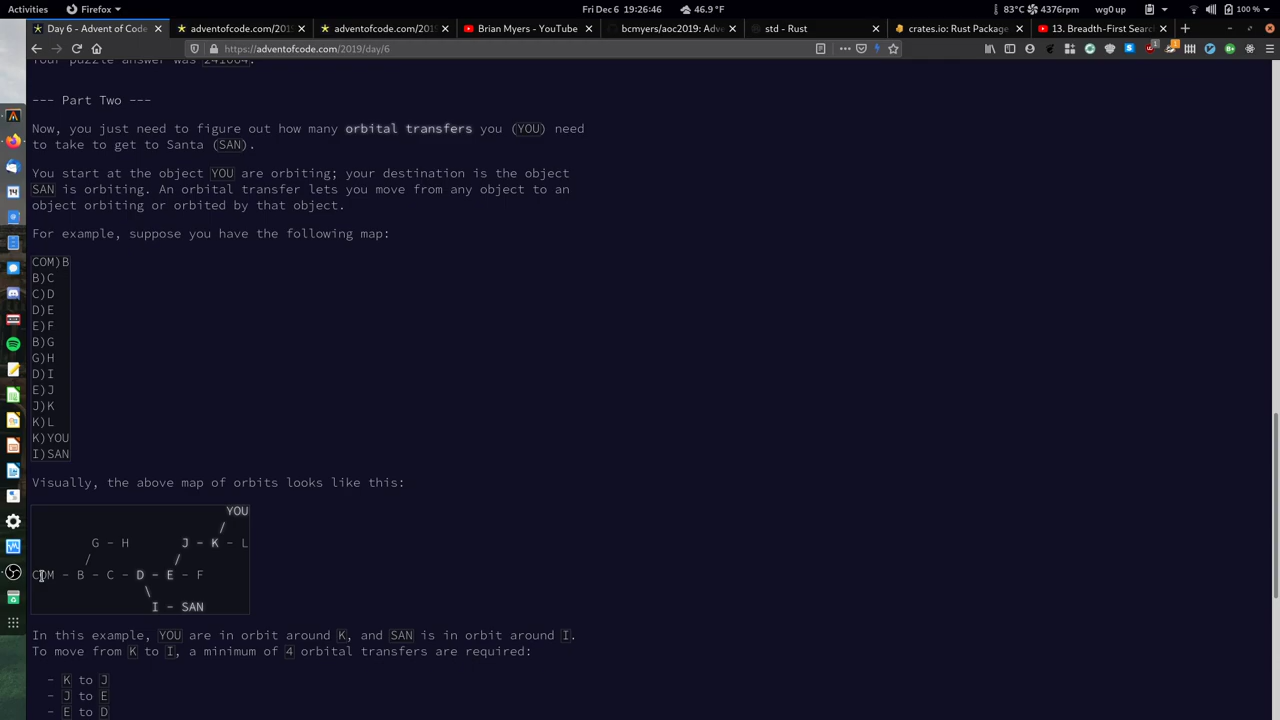 Activities Firefox Fri Dec 6 19:26:46 46.9 °F 83°C 4376rpm wg0 up 100 %
Day 6 - Advent of Code adventofcode.com/2019/ adventofcode.com/2019/ Brian Myers - YouTube bcmyers/aoc2019: Adve std - Rust crates.io: Rust Package 13. Breadth-First Searc
https://adventofcode.com/2019/day/6
Your puzzle answer was 241064.
--- Part Two ---
Now, you just need to figure out how many orbital transfers you (YOU) need
to take to get to Santa (SAN).
You start at the object YOU are orbiting; your destination is the object
SAN is orbiting. An orbital transfer lets you move from any object to an
object orbiting or orbited by that object.
For example, suppose you have the following map:
COM)B
B)C
C)D
D)E
E)F
B)G
G)H
D)I
E)J
J)K
K)L
K)YOU
I)SAN
Visually, the above map of orbits looks like this:
YOU
/
G - H J - K - L
/ /
COM - B - C - D - E - F
\
I - SAN
In this example, YOU are in orbit around K, and SAN is in orbit around I.
To move from K to I, a minimum of 4 orbital transfers are required:
- K to J
- J to E
- E to D